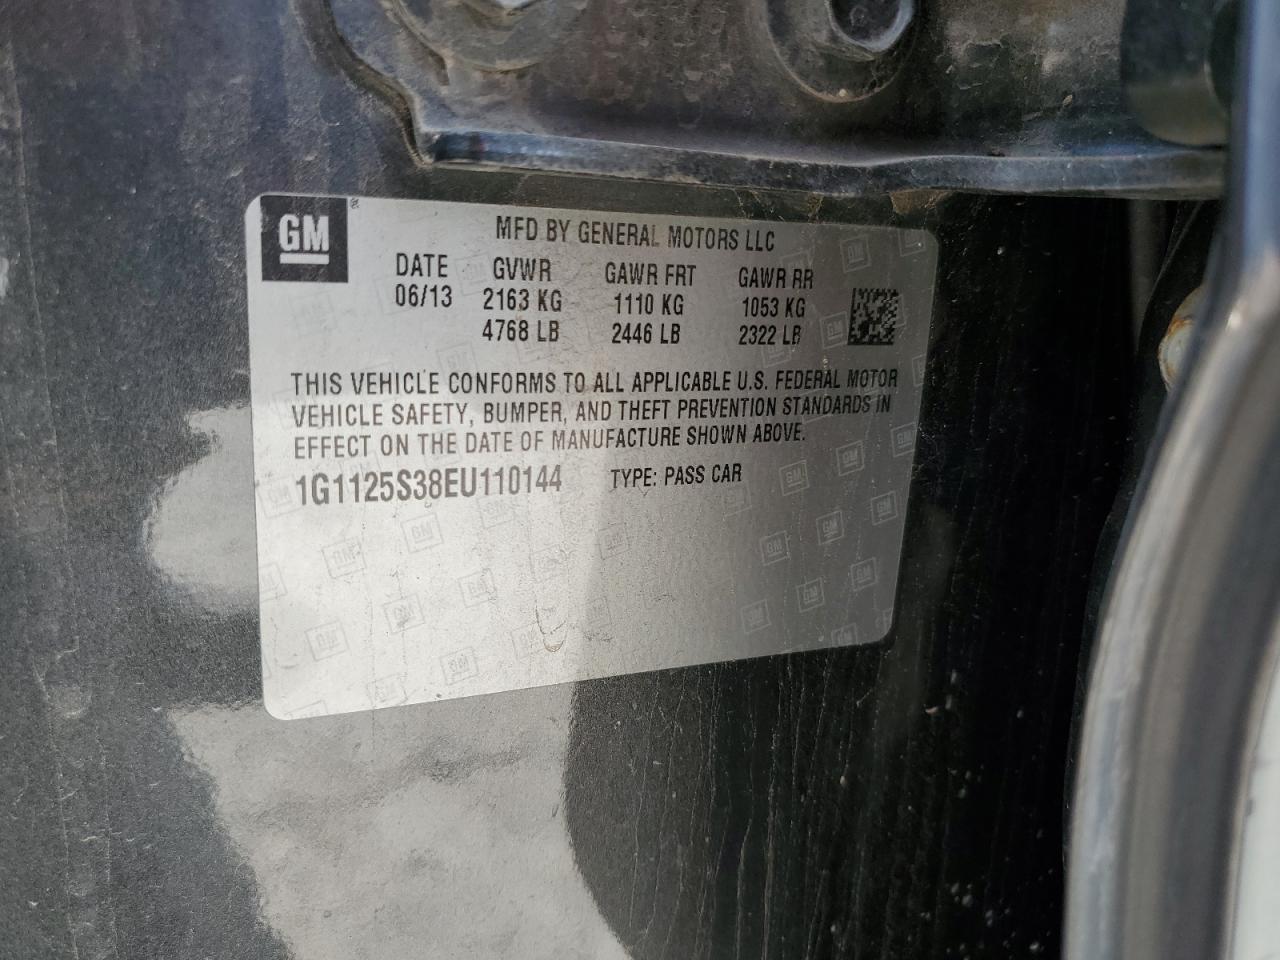 GM
MFD BY GENERAL MOTORS LLC
DATE GVWR GAWR FRT GAWR RR
06/13 2163 KG 1110 KG 1053 KG
4768 LB 2446 LB 2322 LB
THIS VEHICLE CONFORMS TO ALL APPLICABLE U.S. FEDERAL MOTOR
VEHICLE SAFETY, BUMPER, AND THEFT PREVENTION STANDARDS IN
EFFECT ON THE DATE OF MANUFACTURE SHOWN ABOVE.
1G1125S38EU110144 TYPE: PASS CAR